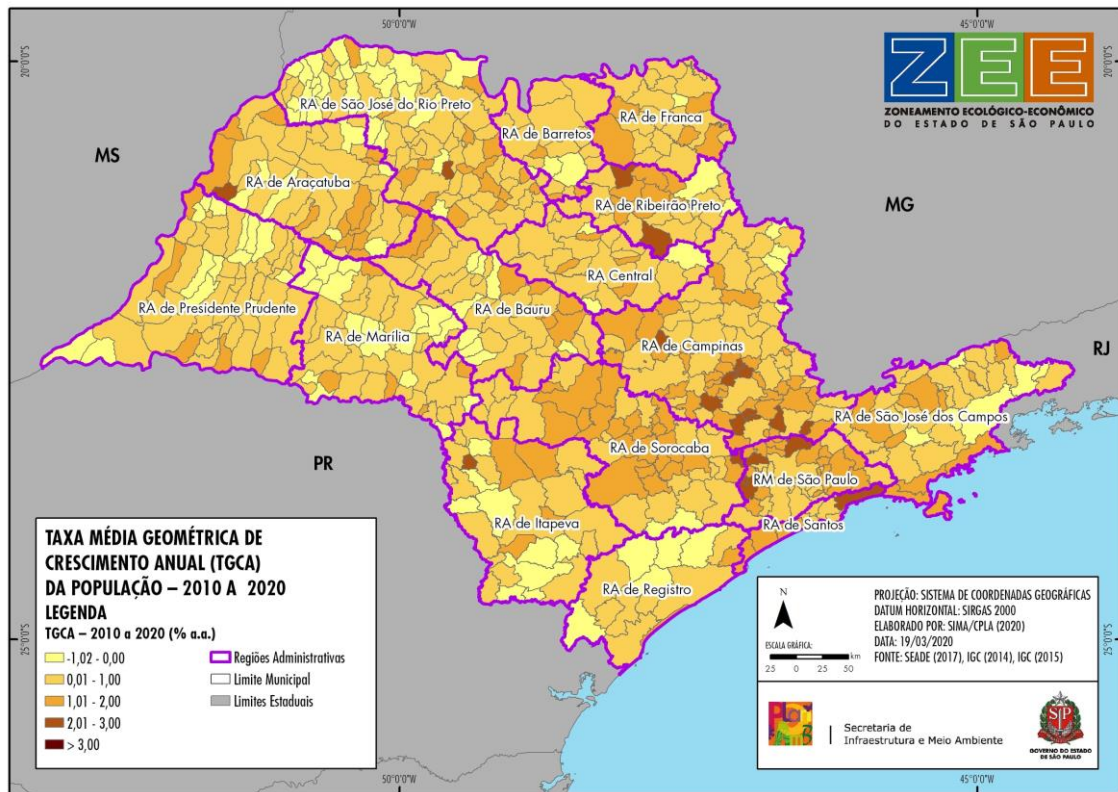 50°0'0"W
45°0'0"W
20°0'0"S
20°0'0"S
ZEE
ZONEAMENTO ECOLÓGICO-ECONÔMICO
DO ESTADO DE SÃO PAULO
RA de São José do Rio Preto
RA de Barretos
RA de Franca
MS
RA de Araçatuba
RA de Ribeirão Preto
MG
RA Central
RA de Presidente Prudente
RA de Bauru
RA de Marília
RA de Campinas
RJ
RA de São José dos Campos
RA de Sorocaba
PR
RM de São Paulo
RA de Itapeva
RA de Santos
RA de Registro
TAXA MÉDIA GEOMÉTRICA DE
CRESCIMENTO ANUAL (TGCA)
DA POPULAÇÃO – 2010 A 2020
LEGENDA
TGCA – 2010 a 2020 (% a.a.)
-1,02 - 0,00
0,01 - 1,00
1,01 - 2,00
2,01 - 3,00
> 3,00
Regiões Administrativas
Limite Municipal
Limites Estaduais
N
ESCALA GRÁFICA:
km
25 0 25 50
PROJEÇÃO: SISTEMA DE COORDENADAS GEOGRÁFICAS
DATUM HORIZONTAL: SIRGAS 2000
ELABORADO POR: SIMA/CPLA (2020)
DATA: 19/03/2020
FONTE: SEADE (2017), IGC (2014), IGC (2015)
Secretaria de
Infraestrutura e Meio Ambiente
GOVERNO DO ESTADO
DE SÃO PAULO
25°0'0"S
25°0'0"S
50°0'0"W
45°0'0"W